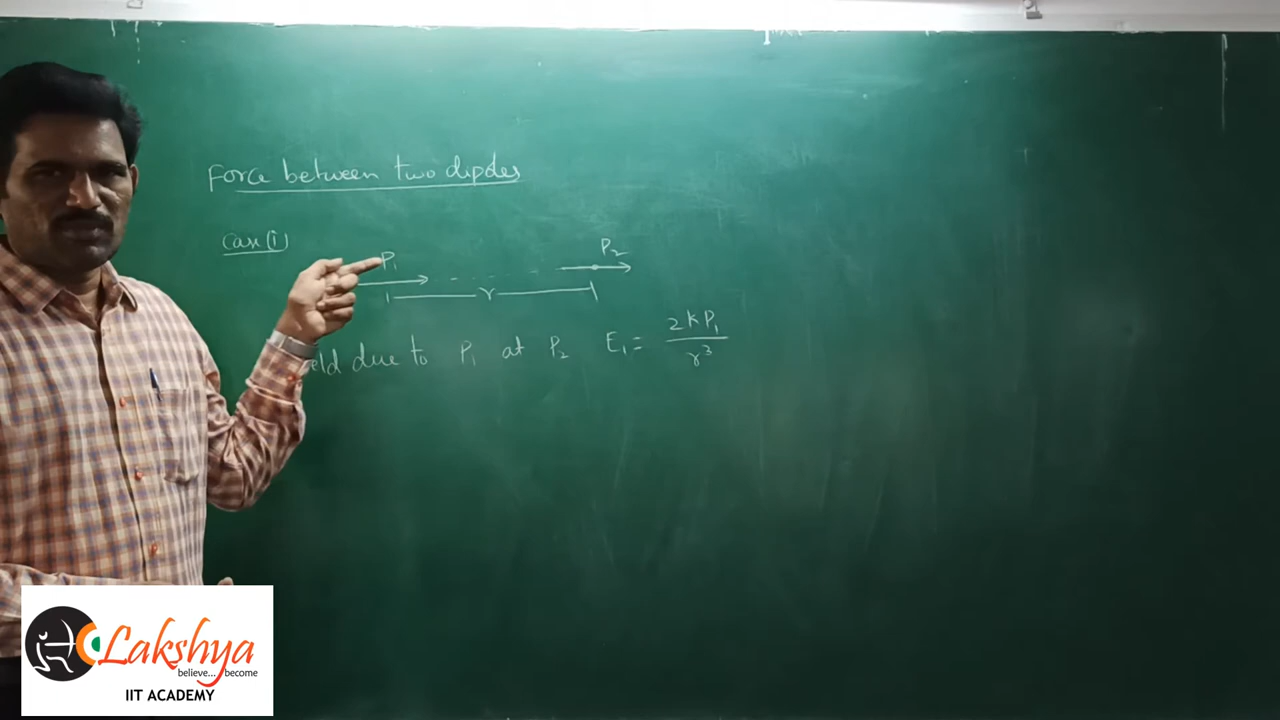 Force between two dipoles
Case (i)
P₁
P₂
r
eld due to P₁ at P₂ E₁ = 2KP₁/r³
Lakshya
believe... become
IIT ACADEMY